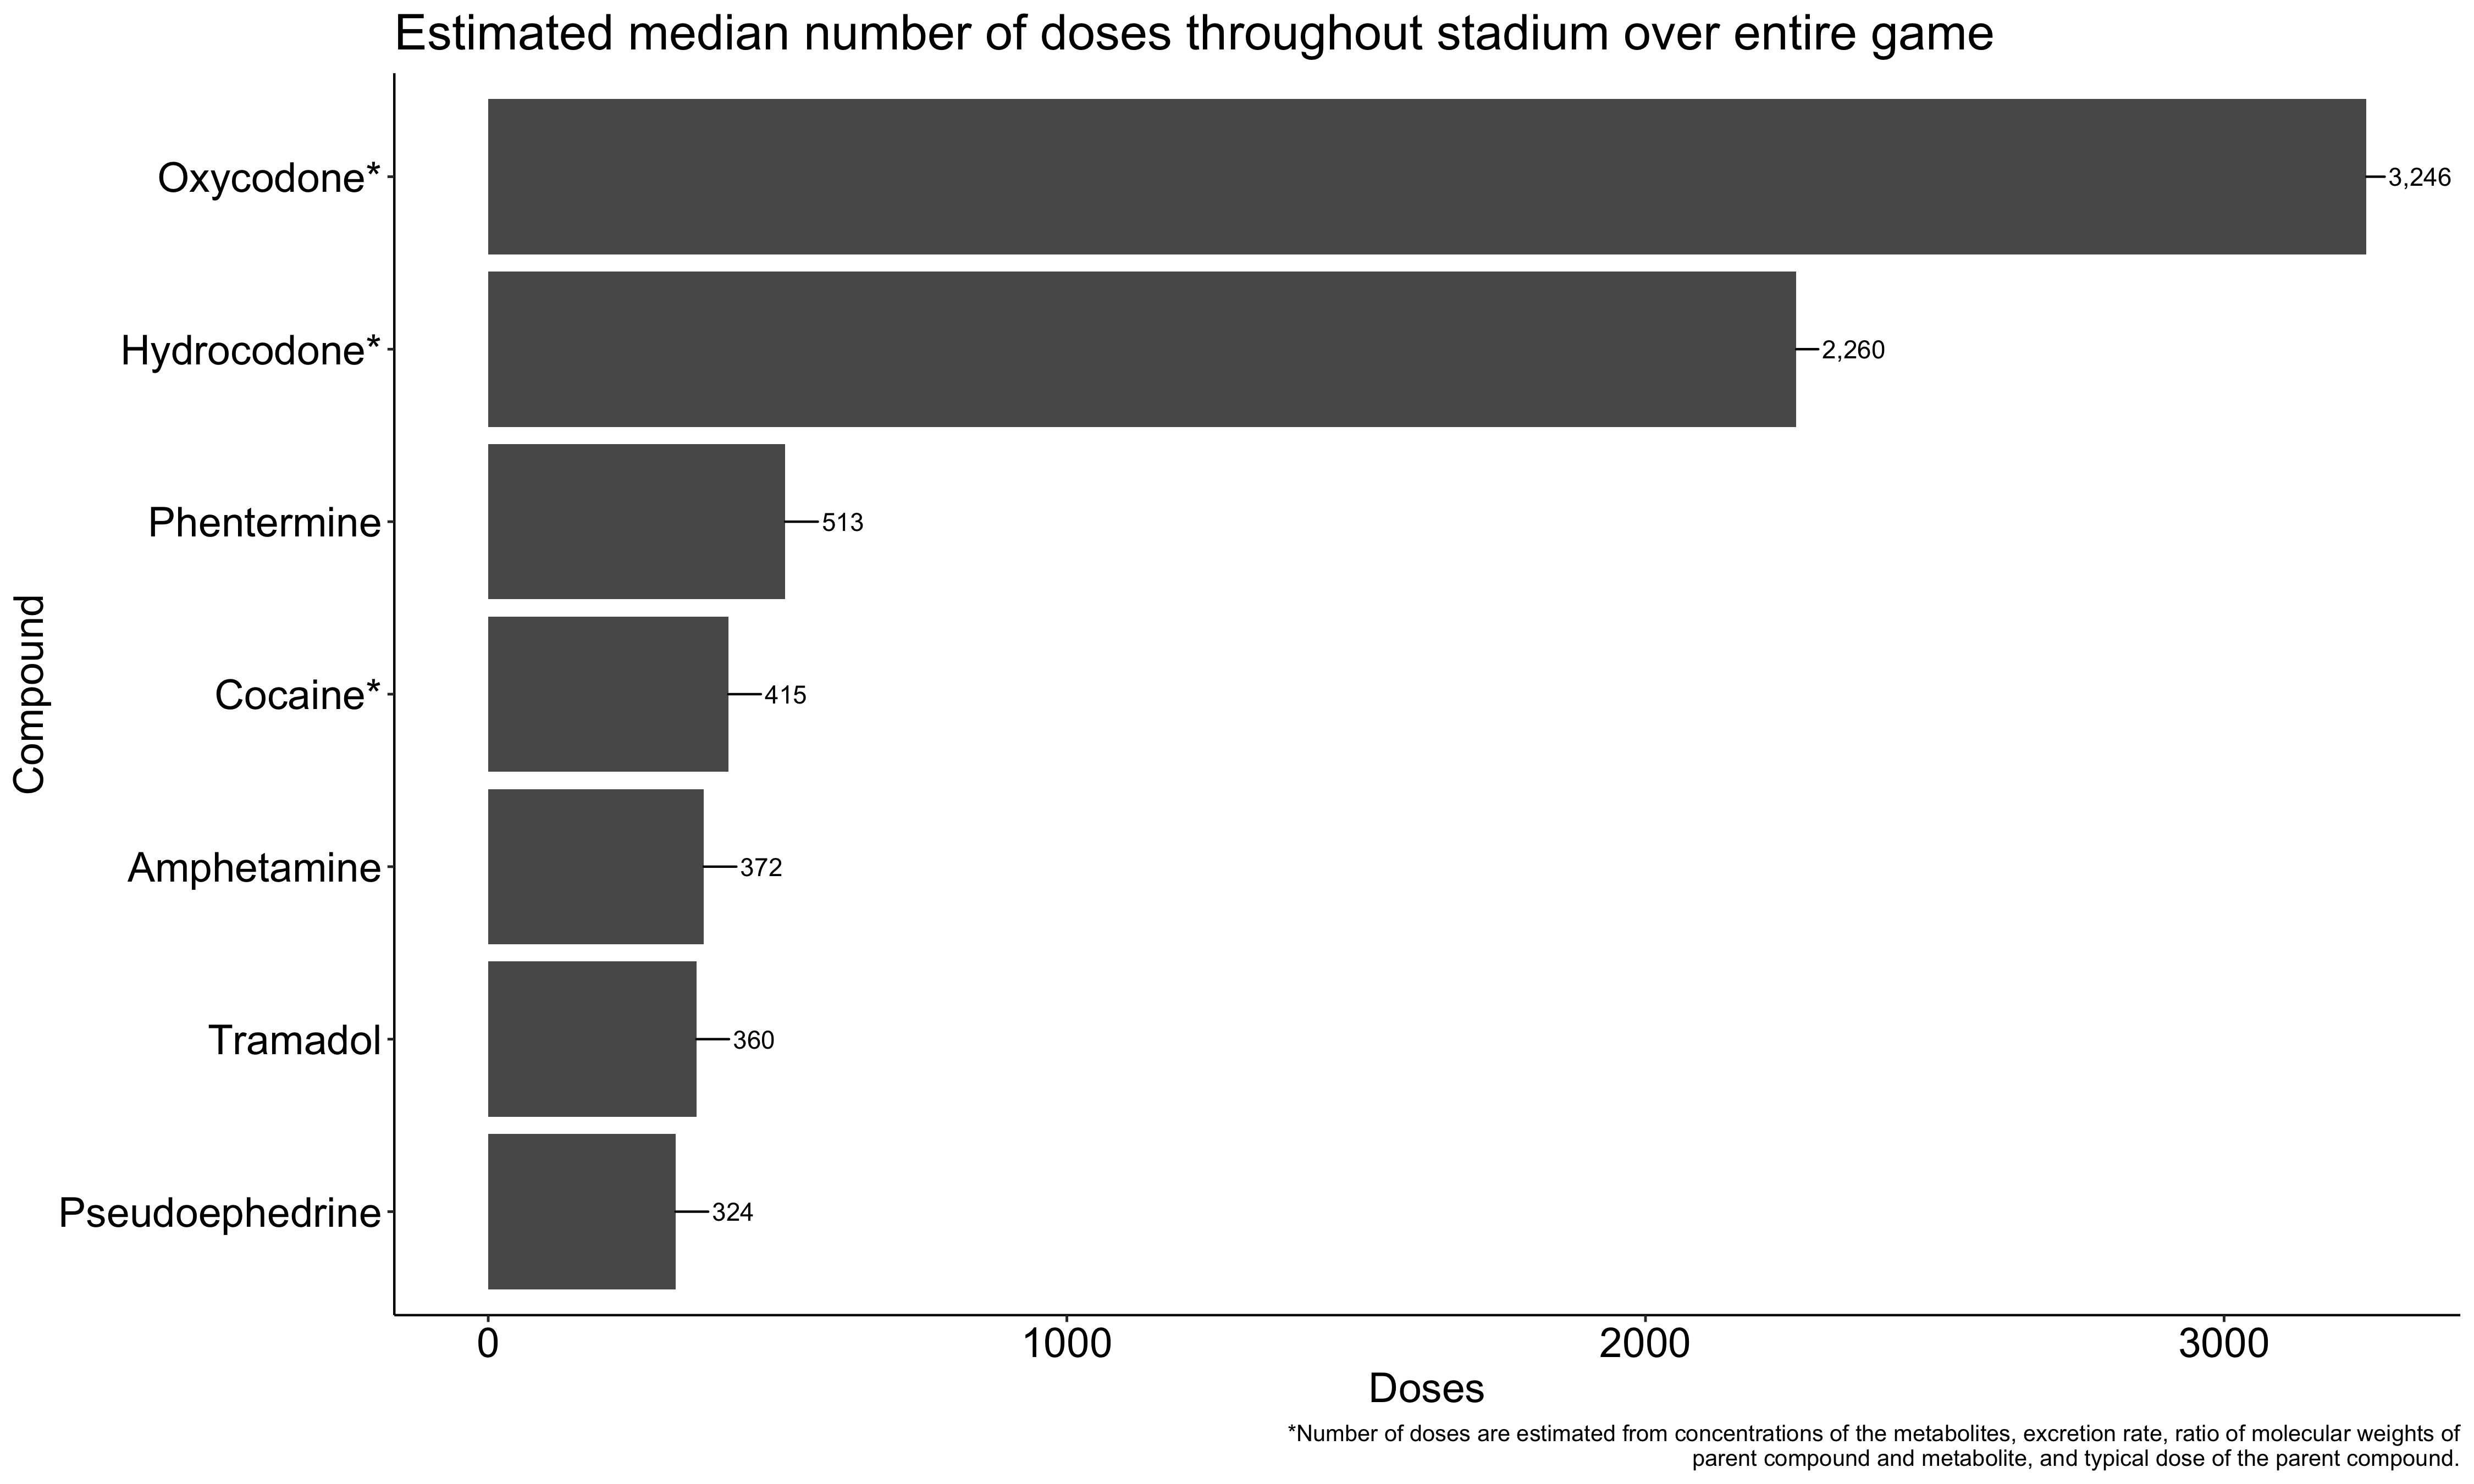 Estimated median number of doses throughout stadium over entire game
Compound
Oxycodone*
3,246
Hydrocodone*
2,260
Phentermine
513
Cocaine*
415
Amphetamine
372
Tramadol
360
Pseudoephedrine
324
0 1000 2000 3000
Doses
*Number of doses are estimated from concentrations of the metabolites, excretion rate, ratio of molecular weights of
parent compound and metabolite, and typical dose of the parent compound.